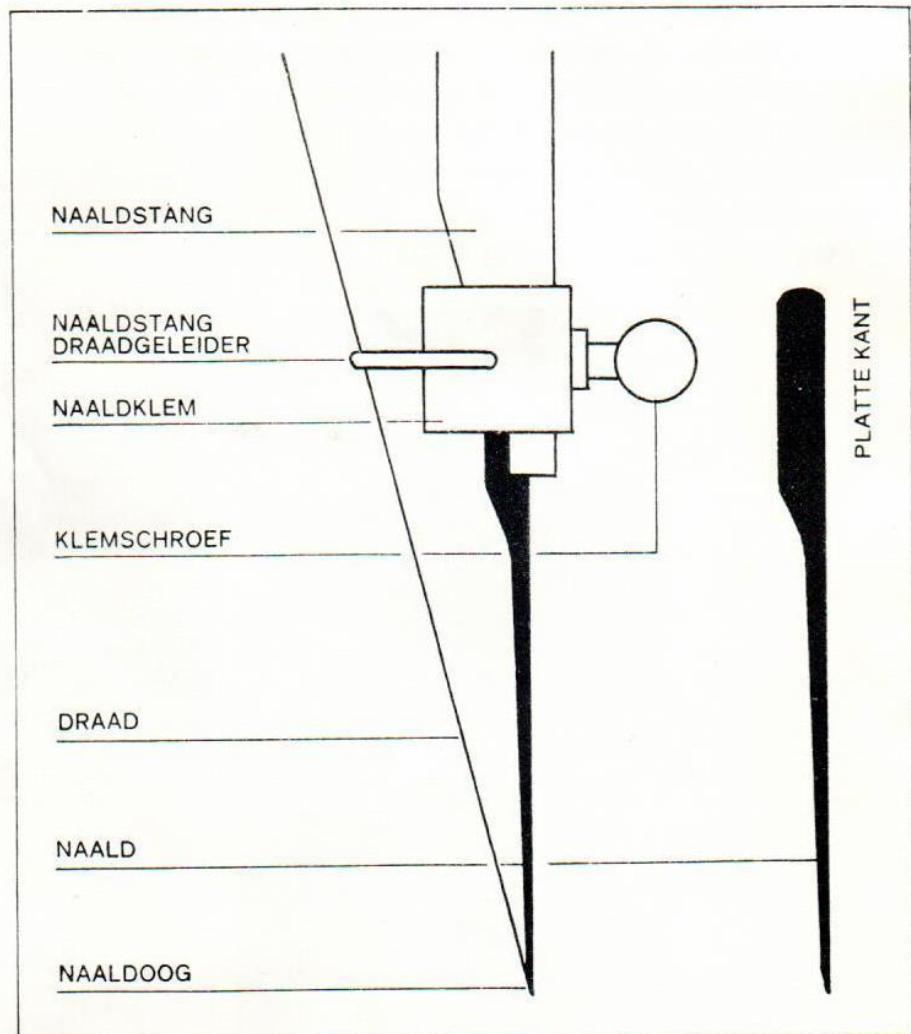 NAALDSTANG
NAALDSTANG
DRAADGELEIDER
NAALDKLEM
KLEMSCHROEF
DRAAD
NAALD
NAALDOOG
PLATTE KANT